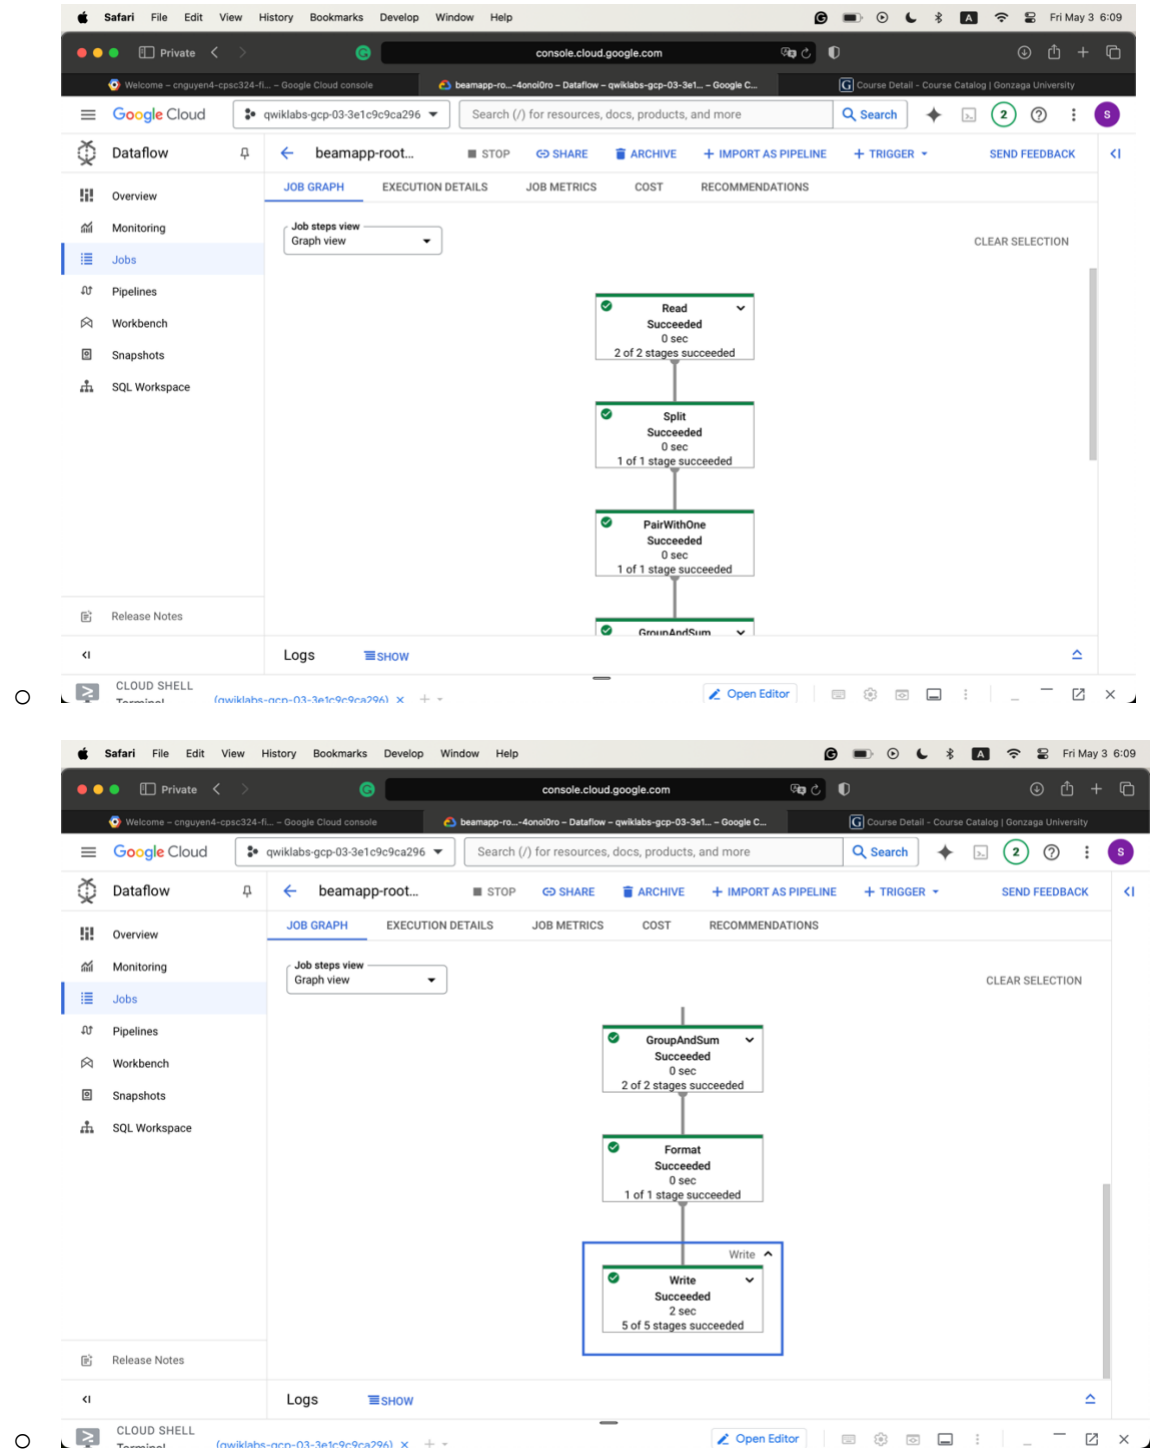 Safari File Edit View History Bookmarks Develop Window Help A Fri May 3 6:09
Private console.cloud.google.com
Welcome – cnguyen4-cpsc324-fi... – Google Cloud console beamapp-ro...-4onoi0ro – Dataflow – qwiklabs-gcp-03-3e1... – Google C... G Course Detail - Course Catalog | Gonzaga University
Google Cloud qwiklabs-gcp-03-3e1c9c9ca296 Search (/) for resources, docs, products, and more Search 2 S
Dataflow beamapp-root... STOP SHARE ARCHIVE + IMPORT AS PIPELINE + TRIGGER SEND FEEDBACK
JOB GRAPH EXECUTION DETAILS JOB METRICS COST RECOMMENDATIONS
Overview
Monitoring
Jobs
Pipelines
Workbench
Snapshots
SQL Workspace
Release Notes
Job steps view
Graph view
CLEAR SELECTION
Read
Succeeded
0 sec
2 of 2 stages succeeded
Split
Succeeded
0 sec
1 of 1 stage succeeded
PairWithOne
Succeeded
0 sec
1 of 1 stage succeeded
GroupAndSum
Logs SHOW
CLOUD SHELL
Terminal (qwiklabs-gcp-03-3e1c9c9ca296) × + Open Editor
Safari File Edit View History Bookmarks Develop Window Help A Fri May 3 6:09
Private console.cloud.google.com
Welcome – cnguyen4-cpsc324-fi... – Google Cloud console beamapp-ro...-4onoi0ro – Dataflow – qwiklabs-gcp-03-3e1... – Google C... G Course Detail - Course Catalog | Gonzaga University
Google Cloud qwiklabs-gcp-03-3e1c9c9ca296 Search (/) for resources, docs, products, and more Search 2 S
Dataflow beamapp-root... STOP SHARE ARCHIVE + IMPORT AS PIPELINE + TRIGGER SEND FEEDBACK
JOB GRAPH EXECUTION DETAILS JOB METRICS COST RECOMMENDATIONS
Overview
Monitoring
Jobs
Pipelines
Workbench
Snapshots
SQL Workspace
Release Notes
Job steps view
Graph view
CLEAR SELECTION
GroupAndSum
Succeeded
0 sec
2 of 2 stages succeeded
Format
Succeeded
0 sec
1 of 1 stage succeeded
Write
Write
Succeeded
2 sec
5 of 5 stages succeeded
Logs SHOW
CLOUD SHELL
Terminal (qwiklabs-gcp-03-3e1c9c9ca296) × + Open Editor